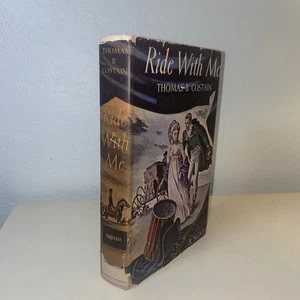 THOMAS
B.
COSTAIN
Ride
With
Me
Ride With Me
THOMAS B. COSTAIN